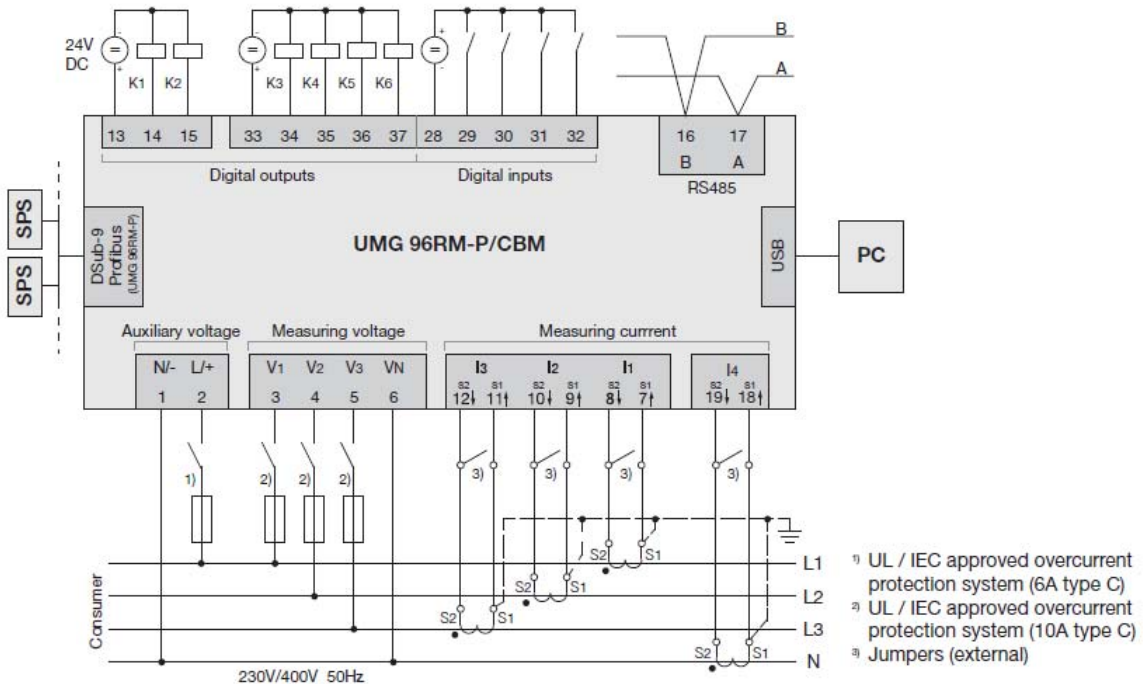 24V
DC
K1 K2 K3 K4 K5 K6
B
A
13 14 15 33 34 35 36 37 28 29 30 31 32 16 17
B A
Digital outputs Digital inputs RS485
SPS
SPS
DSub-9
Profibus
(UMG 96RM-P)
UMG 96RM-P/CBM
USB
PC
Auxiliary voltage Measuring voltage Measuring currrent
N/- L/+ V1 V2 V3 VN I3 I2 I1 I4
S2 S1 S2 S1 S2 S1 S2 S1
1 2 3 4 5 6 12 11 10 9 8 7 19 18
1) 2) 2) 2) 3) 3) 3) 3)
S2 S1 L1
S2 S1 L2
S2 S1 L3
S2 S1 N
Consumer
230V/400V 50Hz
1) UL / IEC approved overcurrent
protection system (6A type C)
2) UL / IEC approved overcurrent
protection system (10A type C)
3) Jumpers (external)